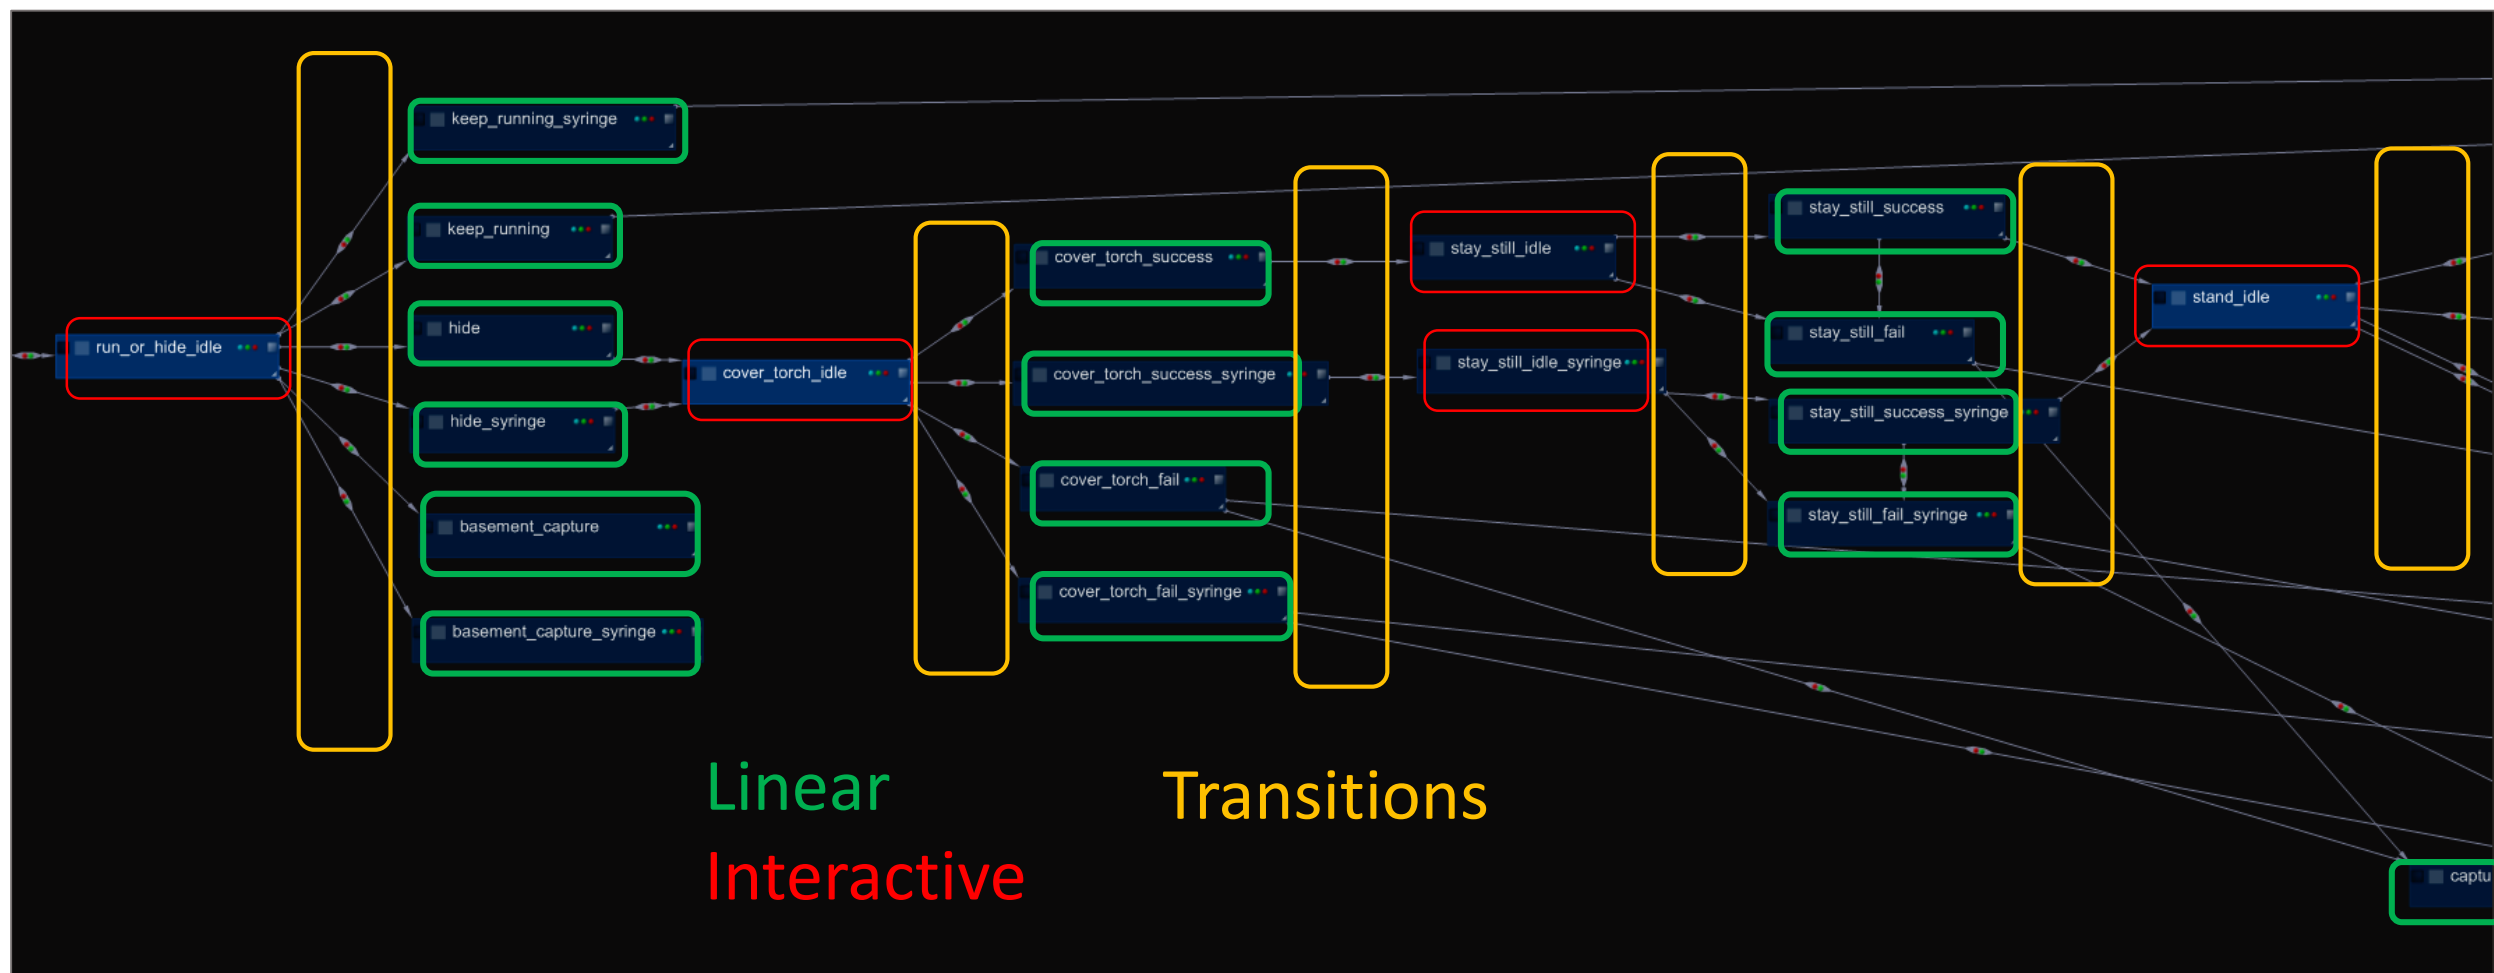 keep_running_syringe
keep_running
hide
run_or_hide_idle
hide_syringe
basement_capture
basement_capture_syringe
cover_torch_idle
cover_torch_success
cover_torch_success_syringe
cover_torch_fail
cover_torch_fail_syringe
stay_still_idle
stay_still_idle_syringe
stay_still_success
stay_still_fail
stay_still_success_syringe
stay_still_fail_syringe
stand_idle
captu
Linear
Interactive
Transitions